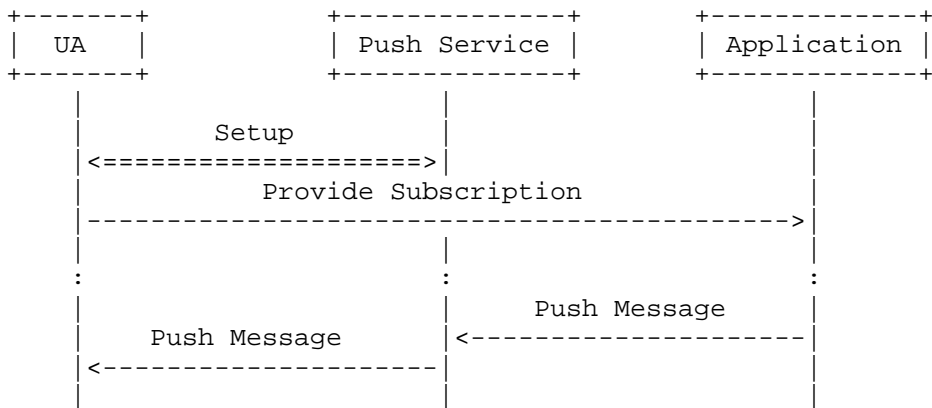 UA Push Service Application
Setup
Provide Subscription
Push Message
Push Message